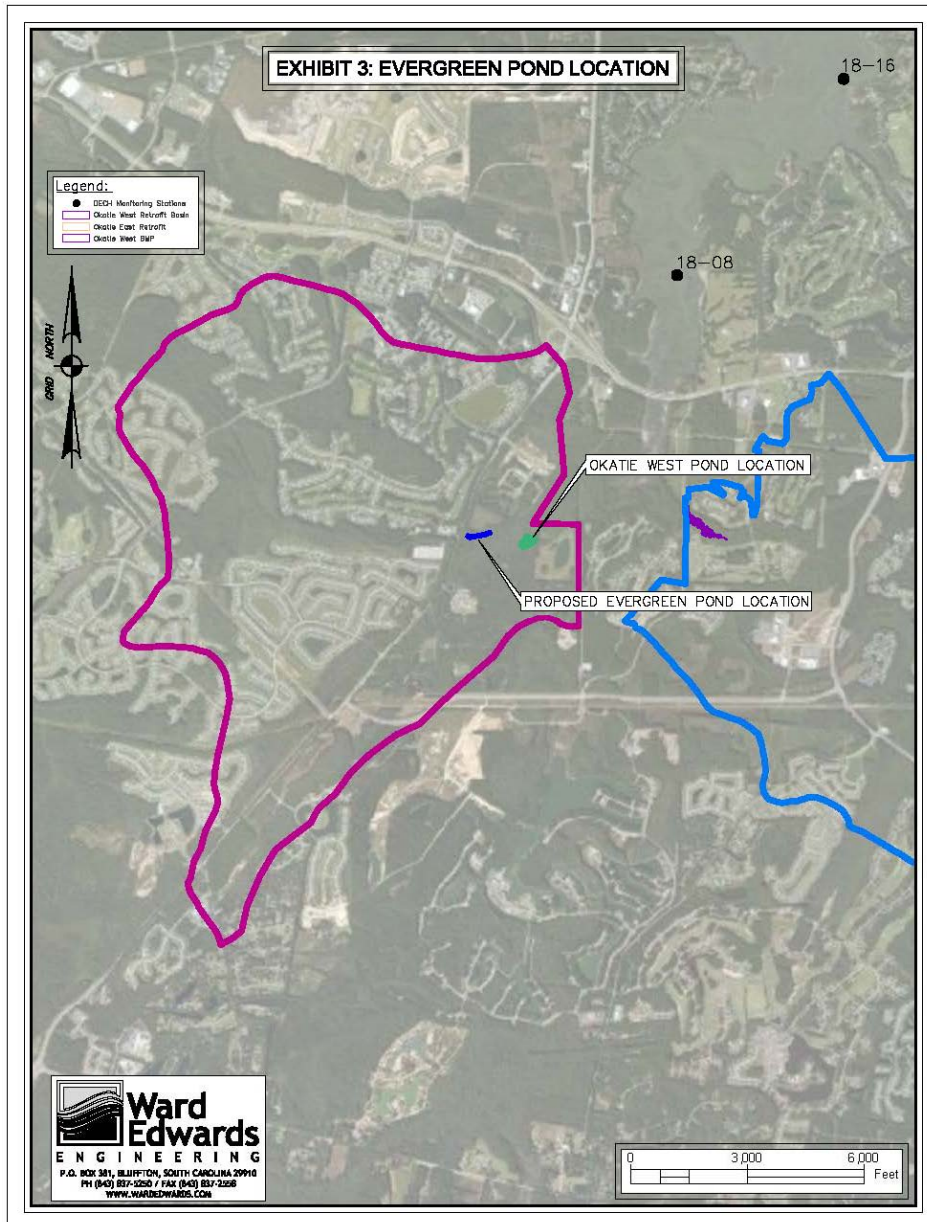 EXHIBIT 3: EVERGREEN POND LOCATION
18-16
Legend:
DECH Monitoring Stations
Okatie West Retrofit Basin
Okatie East Retrofit
Okatie West BMP
18-08
GRID NORTH
OKATIE WEST POND LOCATION
PROPOSED EVERGREEN POND LOCATION
Ward
Edwards
ENGINEERING
P.O. BOX 381, BLUFFTON, SOUTH CAROLINA 29910
PH (843) 837-5250 / FAX (843) 837-2558
WWW.WARDEDWARDS.COM
0 3,000 6,000
Feet